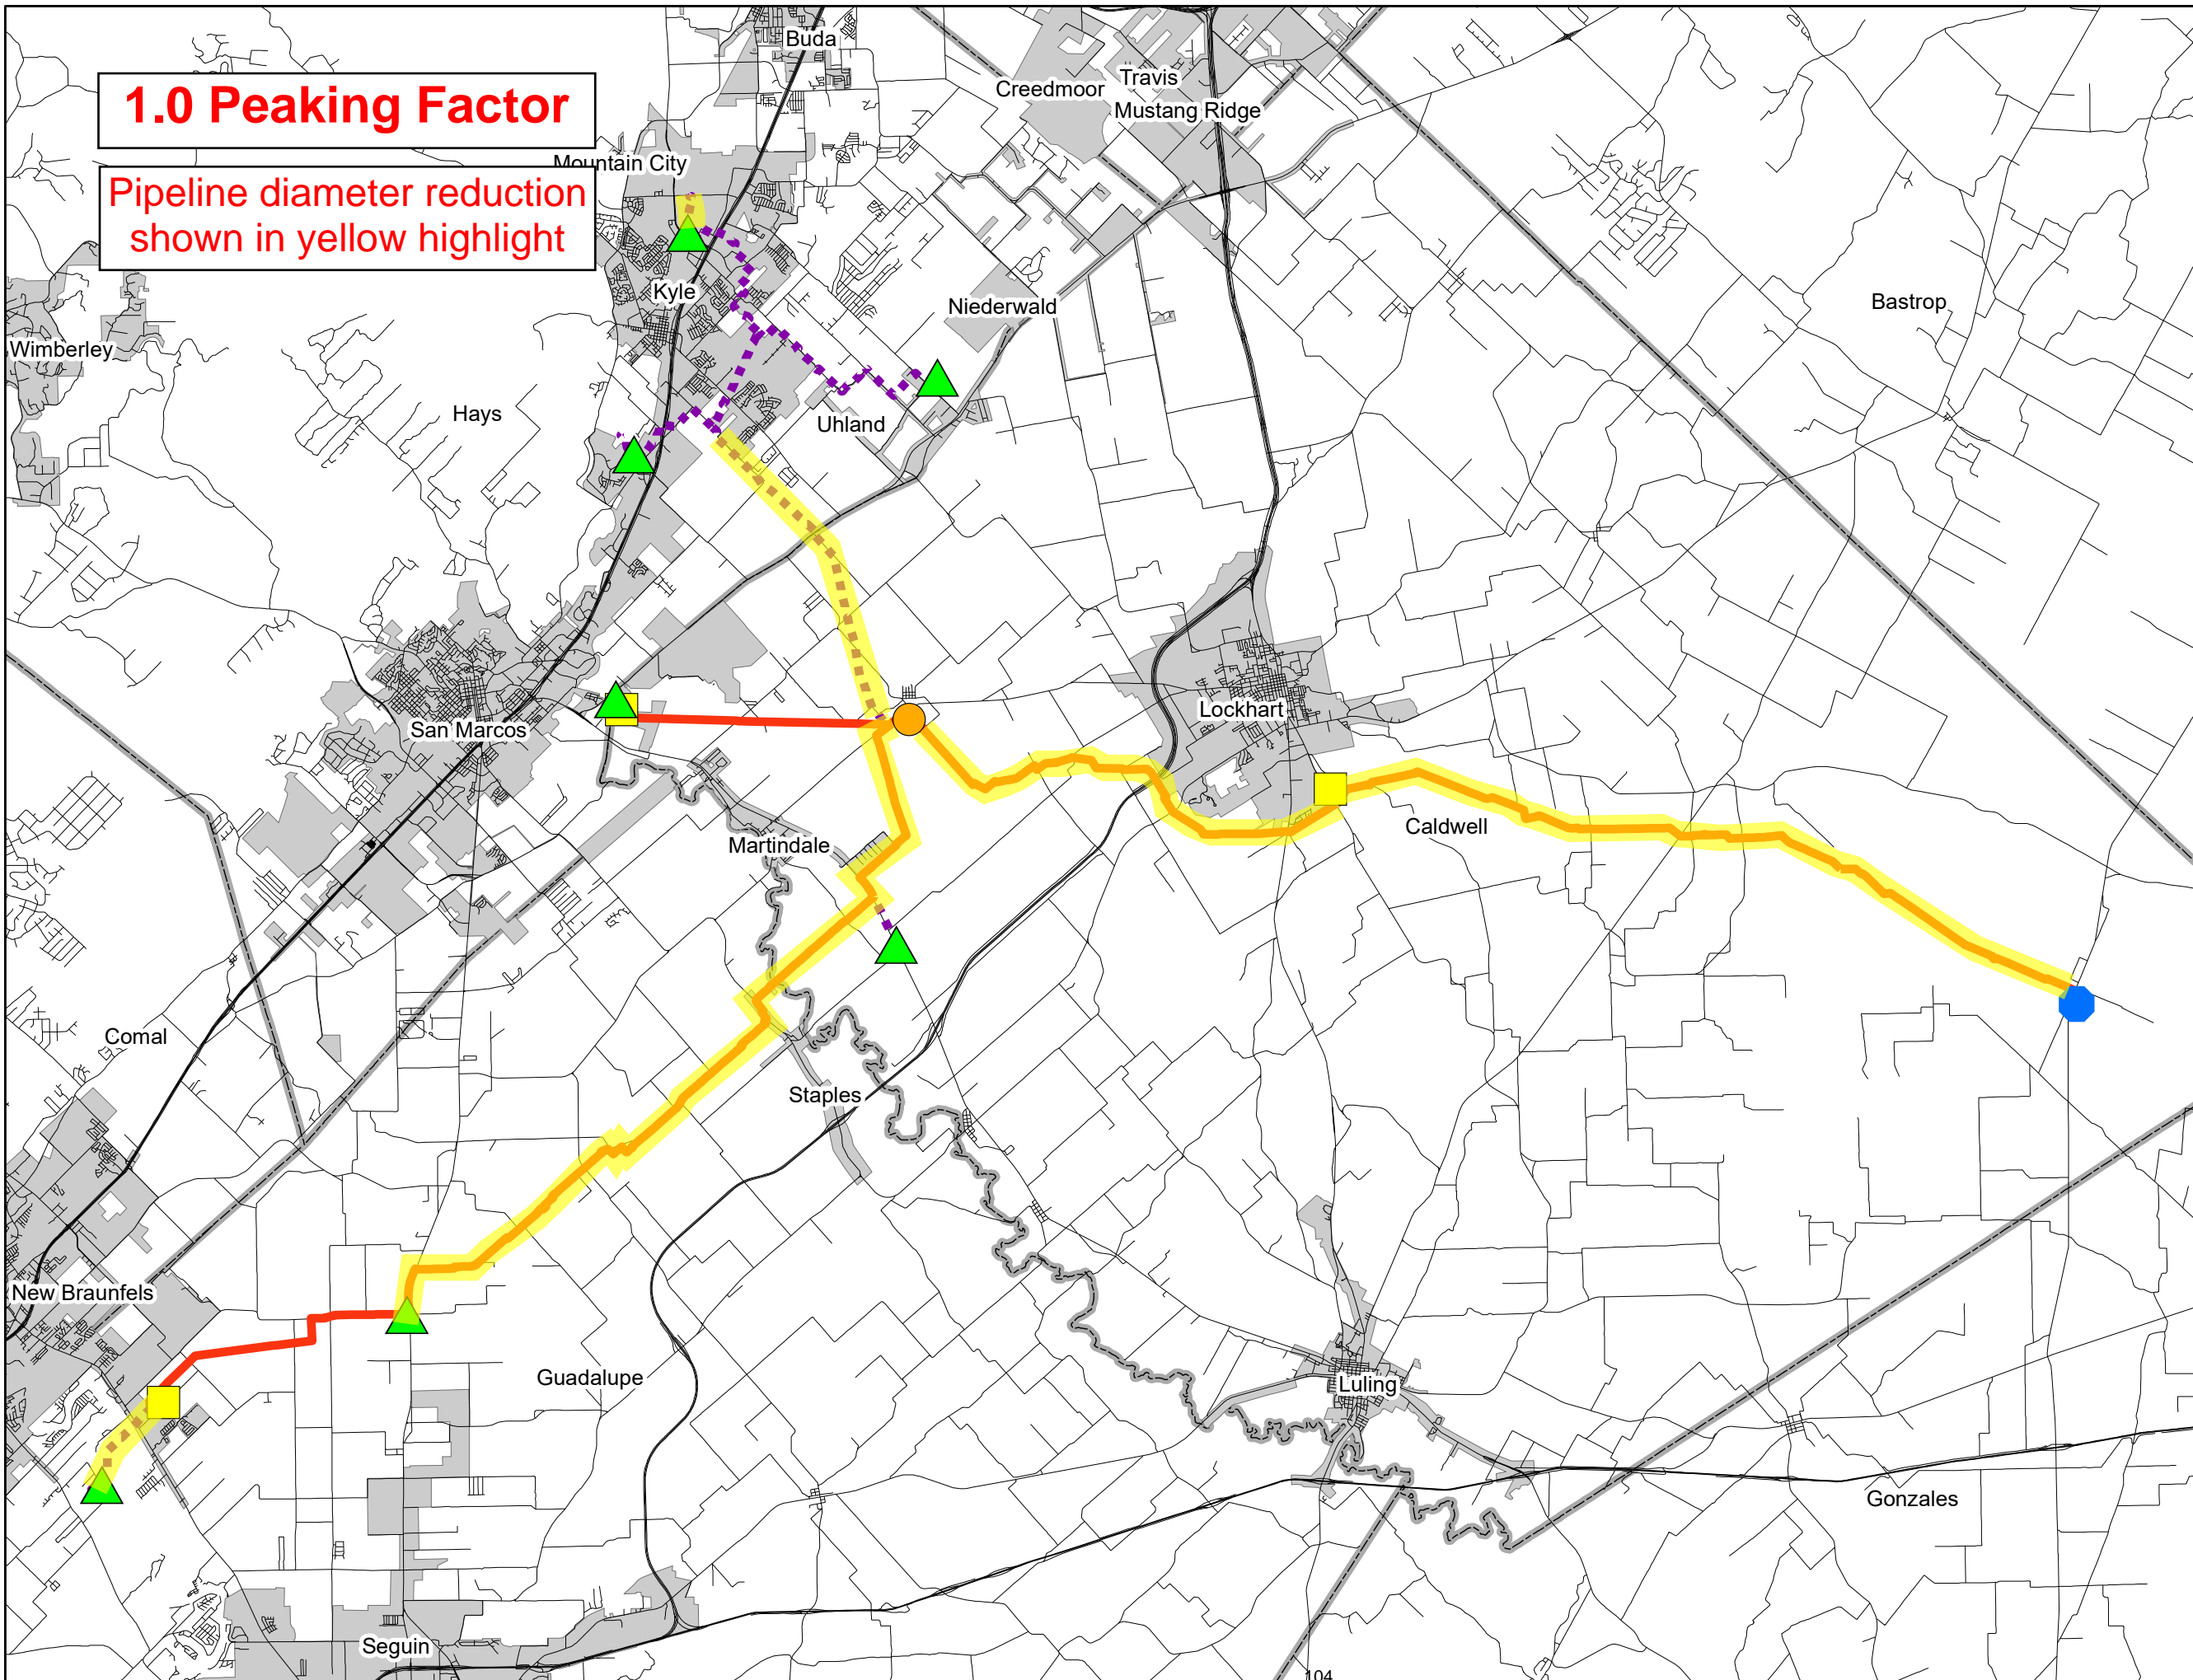 Buda
1.0 Peaking Factor
Creedmoor
Travis
Mustang Ridge
Mountain City
Pipeline diameter reduction
shown in yellow highlight
Kyle
Niederwald
Bastrop
Wimberley
Hays
Uhland
San Marcos
Lockhart
Caldwell
Martindale
Comal
Staples
New Braunfels
Guadalupe
Luling
Gonzales
Seguin
104